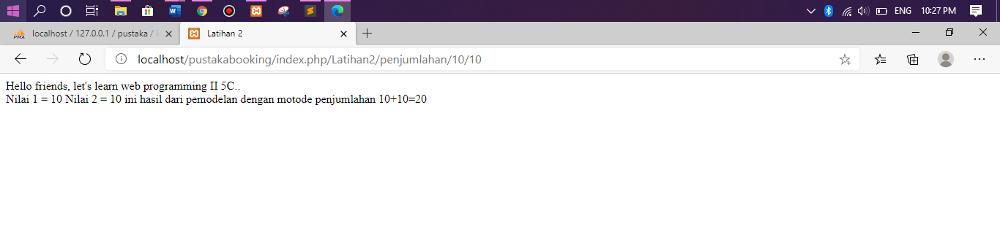 ENG 10:27 PM
PMA localhost / 127.0.0.1 / pustaka / Latihan 2
localhost/pustakabooking/index.php/Latihan2/penjumlahan/10/10
Hello friends, let's learn web programming II 5C..
Nilai 1 = 10 Nilai 2 = 10 ini hasil dari pemodelan dengan motode penjumlahan 10+10=20